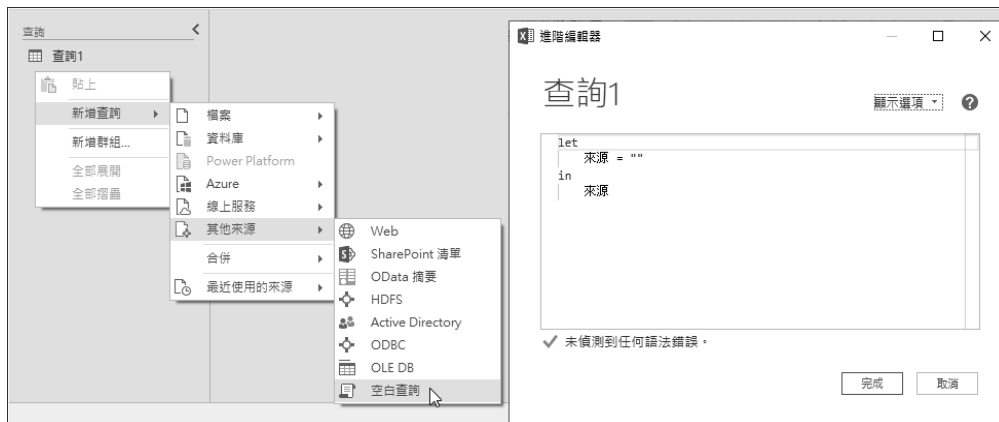 查詢
查詢1
貼上
新增查詢
新增群組...
全部展開
全部摺疊
檔案
資料庫
Power Platform
Azure
線上服務
其他來源
合併
最近使用的來源
Web
SharePoint 清單
OData 摘要
HDFS
Active Directory
ODBC
OLE DB
空白查詢
進階編輯器
查詢1
顯示選項
let
來源 = ""
in
來源
未偵測到任何語法錯誤。
完成
取消